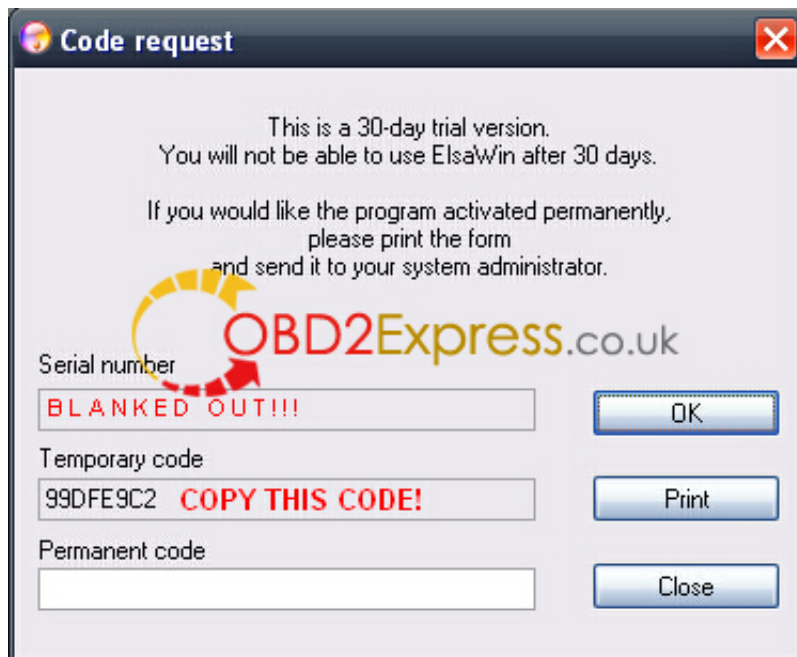 Code request
This is a 30-day trial version.
You will not be able to use ElsaWin after 30 days.
If you would like the program activated permanently,
please print the form
and send it to your system administrator.
OBD2Express.co.uk
Serial number
BLANKED OUT!!!
OK
Temporary code
99DFE9C2 COPY THIS CODE!
Print
Permanent code
Close